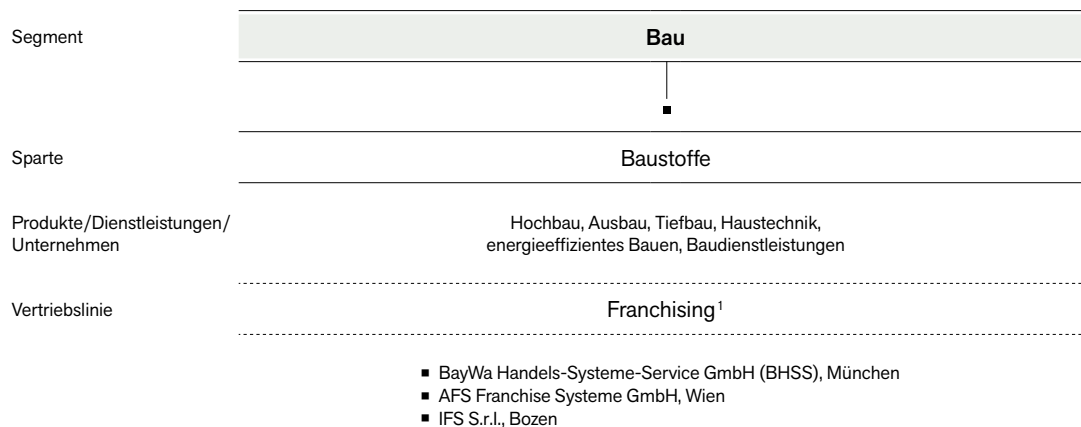 Segment
Bau
Sparte
Baustoffe
Produkte/Dienstleistungen/
Unternehmen
Hochbau, Ausbau, Tiefbau, Haustechnik,
energieeffizientes Bauen, Baudienstleistungen
Vertriebslinie
Franchising¹
■ BayWa Handels-Systeme-Service GmbH (BHSS), München
■ AFS Franchise Systeme GmbH, Wien
■ IFS S.r.l., Bozen